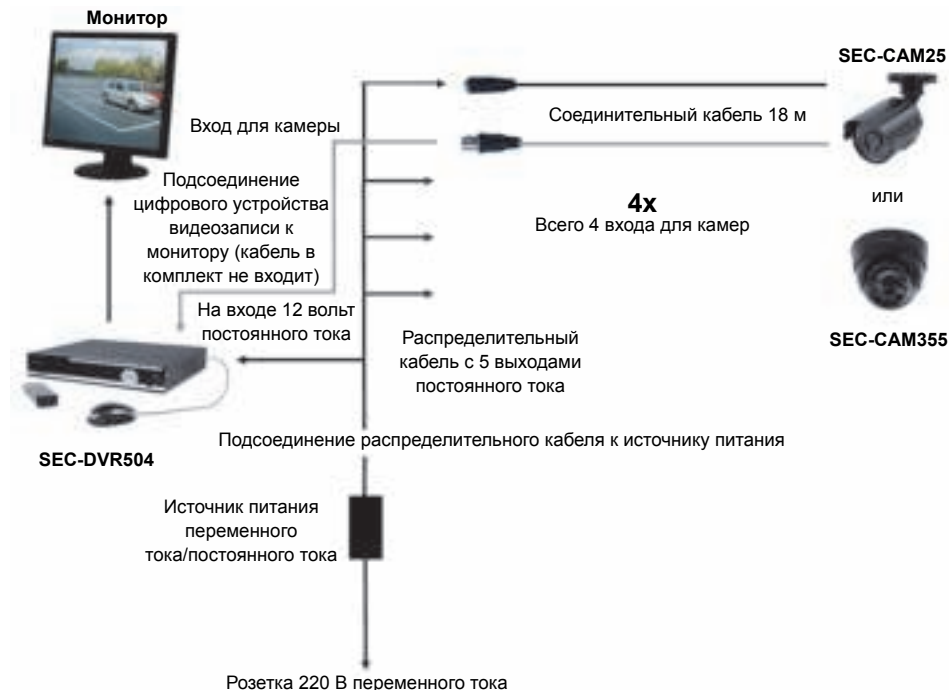 Монитор
SEC-CAM25
Вход для камеры
Соединительный кабель 18 м
Подсоединение
цифрового устройства
видеозаписи к
монитору (кабель в
комплект не входит)
4x
Всего 4 входа для камер
или
На входе 12 вольт
постоянного тока
Распределительный
кабель с 5 выходами
постоянного тока
SEC-CAM355
SEC-DVR504
Подсоединение распределительного кабеля к источнику питания
Источник питания
переменного
тока/постоянного тока
Розетка 220 В переменного тока